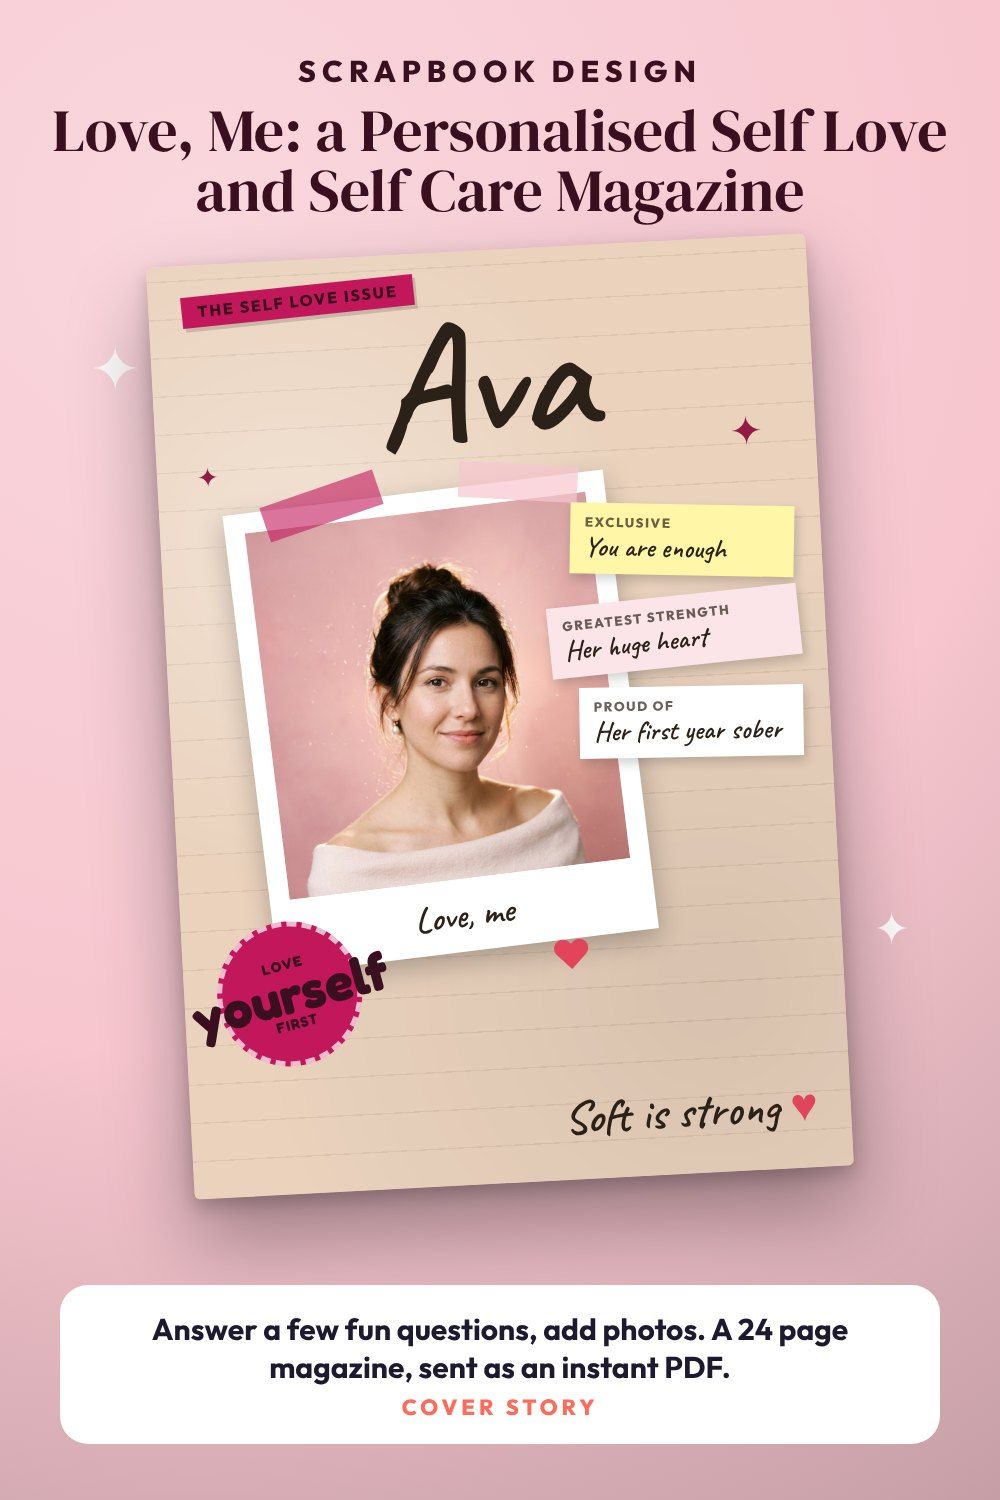 SCRAPBOOK DESIGN
Love, Me: a Personalised Self Love
and Self Care Magazine
THE SELF LOVE ISSUE
Ava
EXCLUSIVE
You are enough
GREATEST STRENGTH
Her huge heart
PROUD OF
Her first year sober
Love, me
LOVE
yourself
FIRST
Soft is strong
Answer a few fun questions, add photos. A 24 page
magazine, sent as an instant PDF.
COVER STORY